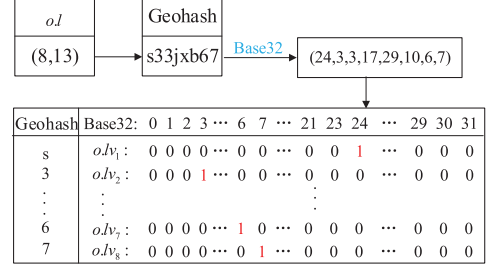 o.l
Geohash
(8,13)
s33jxb67
Base32
(24,3,3,17,29,10,6,7)
Geohash Base32: 0 1 2 3 ··· 6 7 ··· 21 23 24 ··· 29 30 31
s o.lv₁ : 0 0 0 0 ··· 0 0 ··· 0 0 1 ··· 0 0 0
3 o.lv₂ : 0 0 0 1 ··· 0 0 ··· 0 0 0 ··· 0 0 0
⋮ ⋮ ⋮
6 o.lv₇ : 0 0 0 0 ··· 1 0 ··· 0 0 0 ··· 0 0 0
7 o.lv₈ : 0 0 0 0 ··· 0 1 ··· 0 0 0 ··· 0 0 0